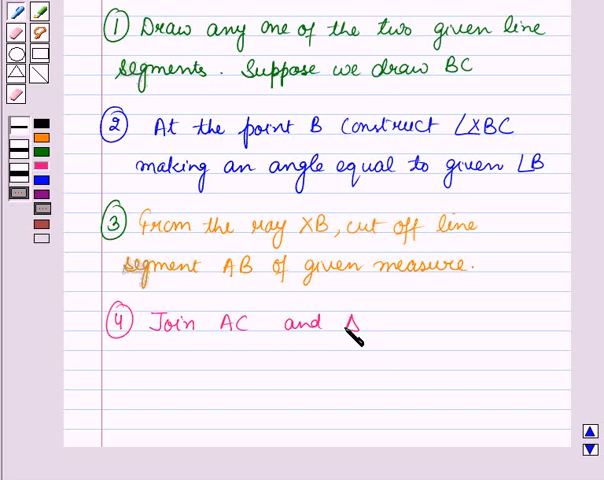 ① Draw any one of the two given line
segments. Suppose we draw BC
② At the point B construct ∠XBC
making an angle equal to given ∠B
③ From the ray XB, cut off line
segment AB of given measure.
④ Join AC and Δ